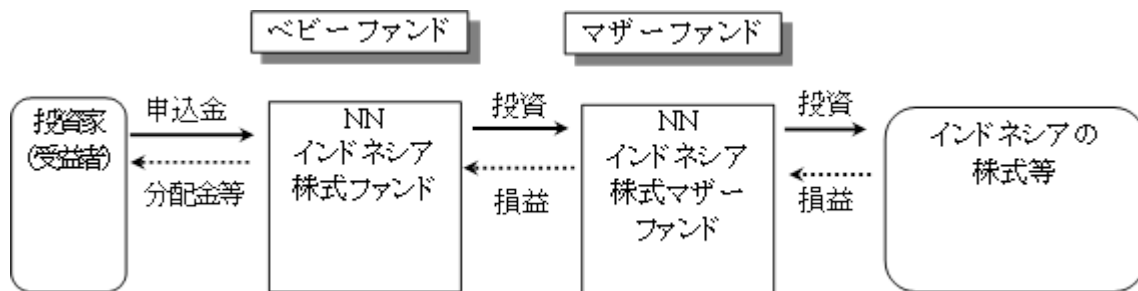 ベビーファンド
マザーファンド
投資家
(受益者)
申込金
分配金等
NN
インドネシア
株式ファンド
投資
損益
NN
インドネシア
株式マザー
ファンド
投資
損益
インドネシアの
株式等